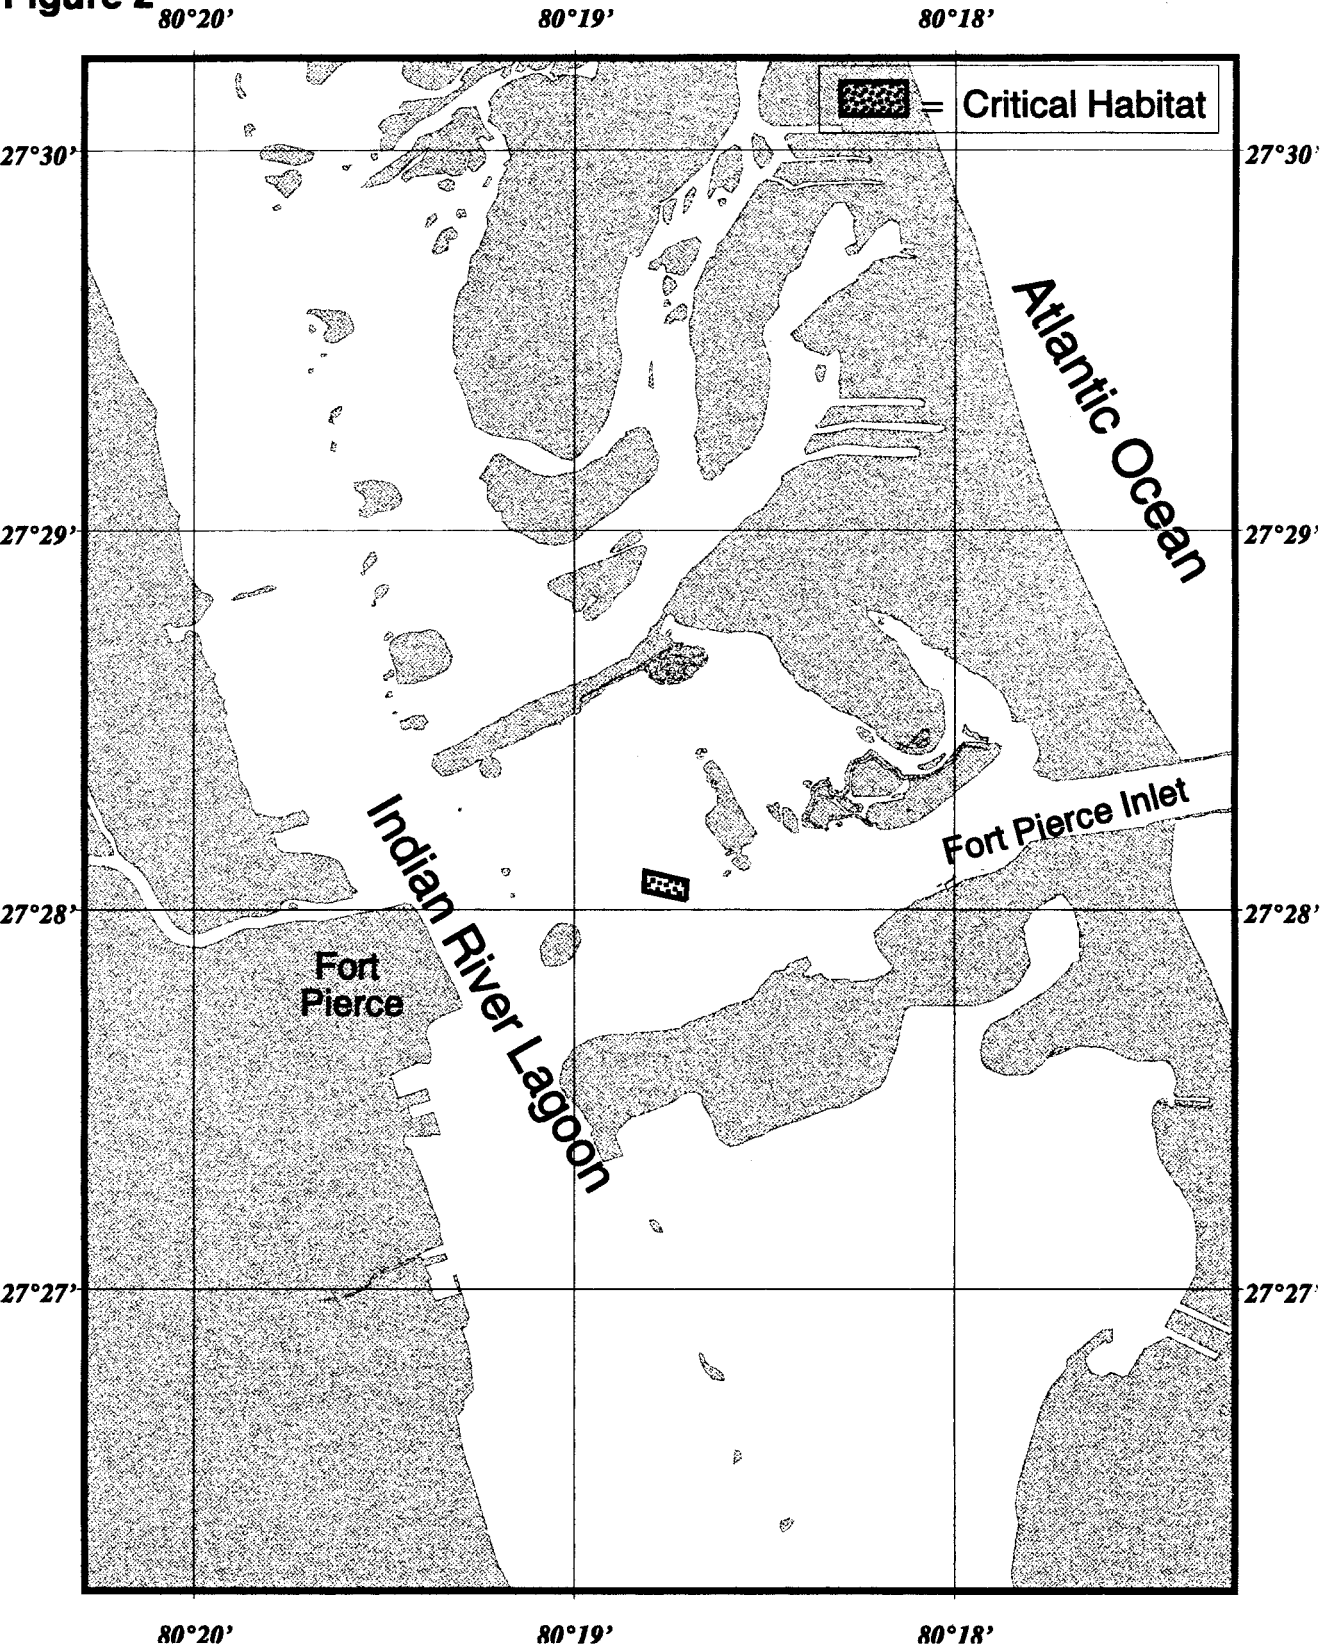 Figure 2
80°20’ 80°19’ 80°18’
= Critical Habitat
27°30’ 27°30’
Atlantic Ocean
27°29’ 27°29’
Fort Pierce Inlet
Indian River Lagoon
27°28’ 27°28’
Fort
Pierce
27°27’ 27°27’
80°20’ 80°19’ 80°18’